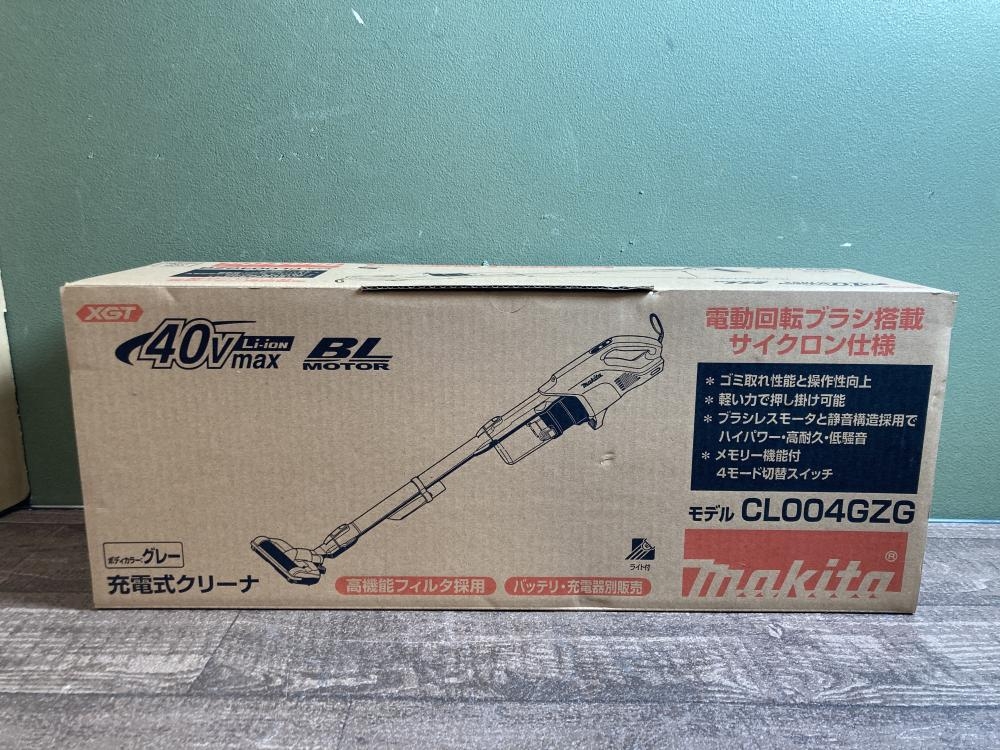 XGT
40Vmax Li-ion
BL
MOTOR
電動回転ブラシ搭載
サイクロン仕様
* ゴミ取れ性能と操作性向上
* 軽い力で押し掛け可能
* ブラシレスモータと静音構造採用で
ハイパワー・高耐久・低騒音
* メモリー機能付
4モード切替スイッチ
モデル CL004GZG
makita®
makita
ライト付
ボディカラー:グレー
充電式クリーナ
高機能フィルタ採用
バッテリ・充電器別販売